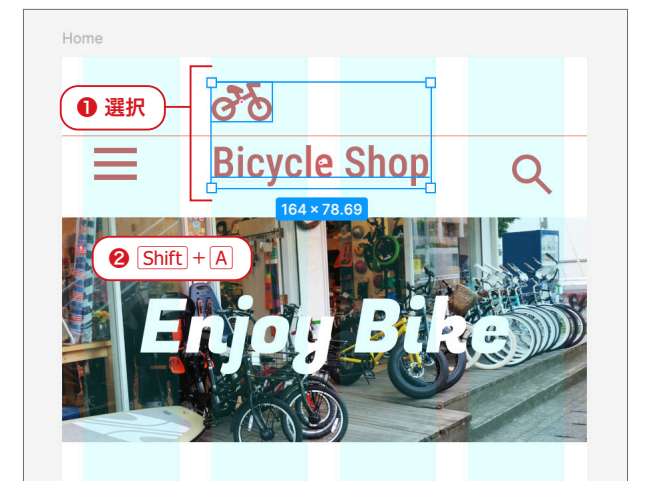 Home
❶ 選択
Bicycle Shop
164 × 78.69
❷ Shift + A
Enjoy Bike